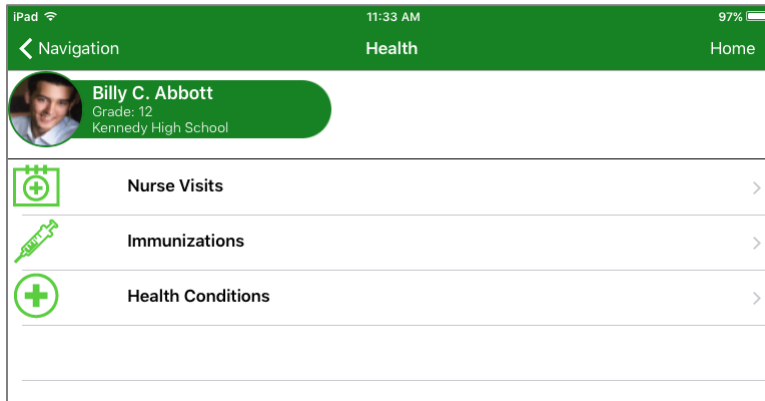 iPad 11:33 AM 97%
Navigation Health Home
Billy C. Abbott
Grade: 12
Kennedy High School
Nurse Visits
Immunizations
Health Conditions